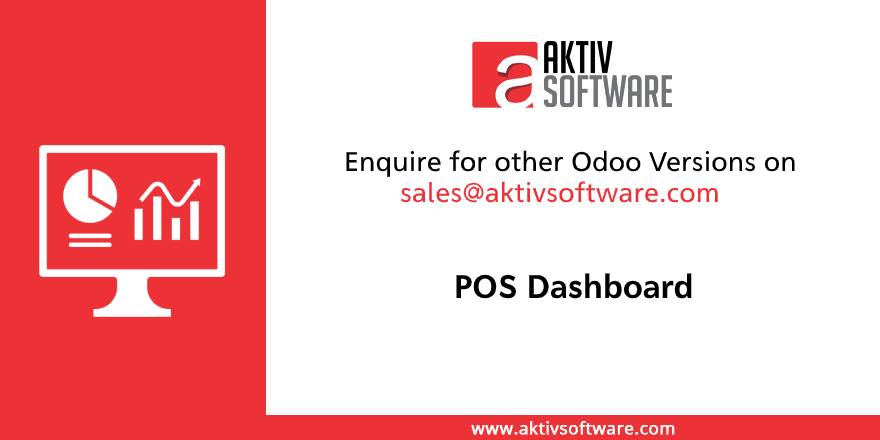 AKTIV
SOFTWARE
Enquire for other Odoo Versions on
sales@aktivsoftware.com
POS Dashboard
www.aktivsoftware.com